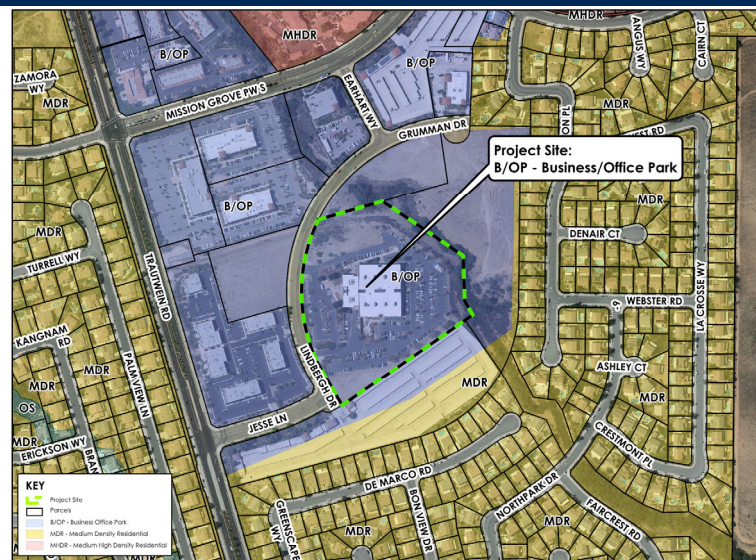 MHDR
MHDR
B/OP
B/OP
ANGUS WY
CAIRN CT
ZAMORA
WY
MDR
MISSION GROVE PW S
EARHART WY
GRUMMAN DR
MDR
Project Site:
B/OP - Business/Office Park
MDR
B/OP
MDR
DENAIR CT
TURRELL WY
TRAUTWEIN RD
B/OP
LA CROSSE WY
WEBSTER RD
KANGNAM
RD
PALM VIEW LN
LINDBERGH DR
MDR
MDR
MDR
ASHLEY CT
OS
JESSE LN
MDR
ERICKSON WY
CRESTMONT PL
DE MARCO RD
NORTHPARK DR
BON VIEW DR
GREENSCAPE
WY
FAIRCREST RD
MDR
MDR
MDR
KEY
Project Site
Parcels
B/OP - Business Office Park
MDR - Medium Density Residential
MHDR - Medium High Density Residential